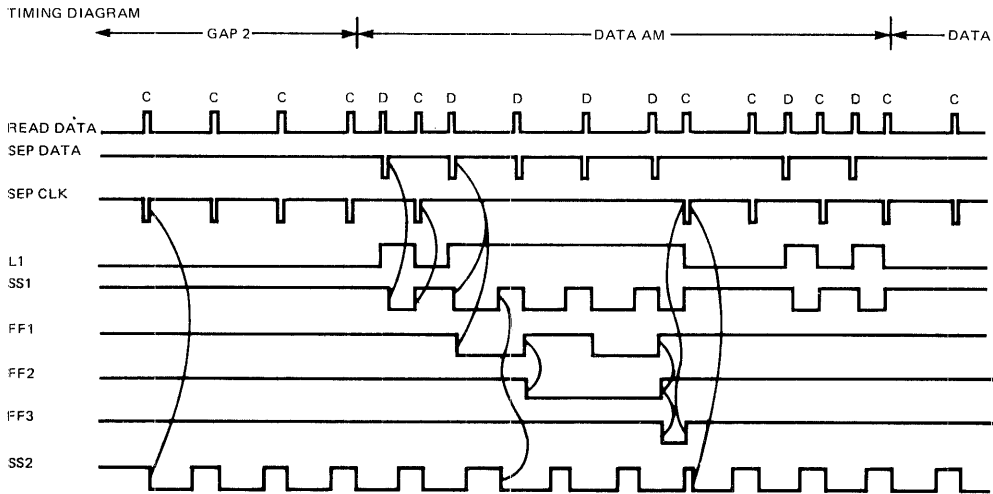 TIMING DIAGRAM
GAP 2 DATA AM DATA
C C C C D C D D D D C C D C D C C
READ DATA
SEP DATA
SEP CLK
L1
SS1
FF1
FF2
FF3
SS2